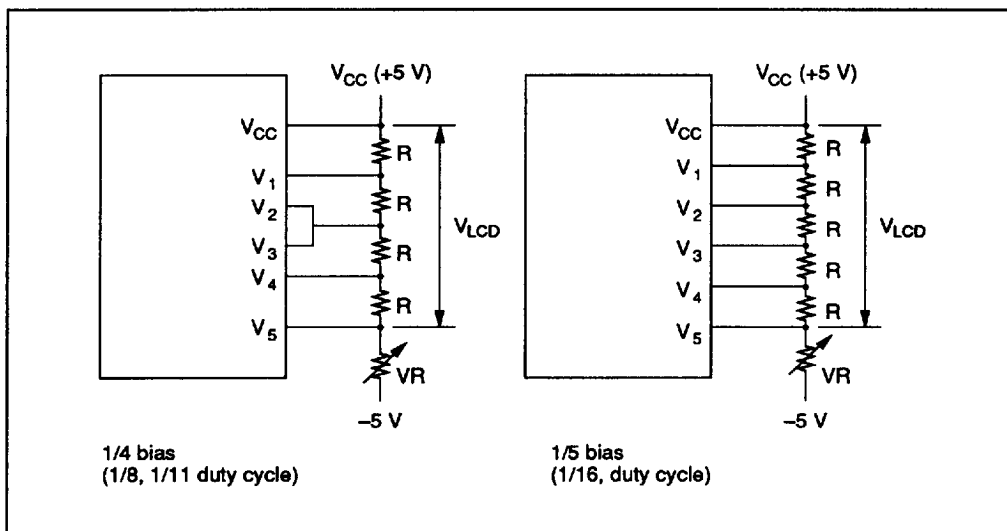 V_CC (+5 V)
V_CC
R
V_1
R
V_2
V_LCD
V_3
R
V_4
R
V_5
VR
–5 V
1/4 bias
(1/8, 1/11 duty cycle)
V_CC (+5 V)
V_CC
R
V_1
R
V_2
R
V_LCD
V_3
R
V_4
R
V_5
VR
–5 V
1/5 bias
(1/16, duty cycle)